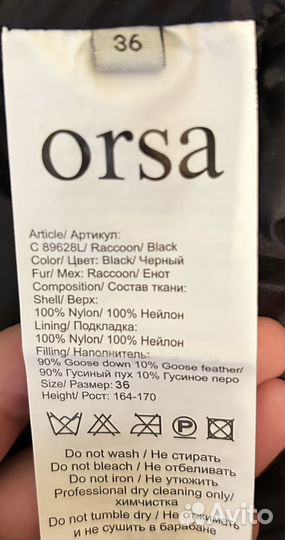 36
orsa
Article/ Артикул:
C 89628L/ Raccoon/ Black
Color/ Цвет: Black/ Черный
Fur/ Мех: Raccoon/ Енот
Composition/ Состав ткани:
Shell/ Верх:
100% Nylon/ 100% Нейлон
Lining/ Подкладка:
100% Nylon/ 100% Нейлон
Filling/ Наполнитель:
90% Goose down 10% Goose feather/
90% Гусиный пух 10% Гусиное перо
Size/ Размер: 36
Height/ Рост: 164-170
P
Do not wash / Не стирать
Do not bleach / Не отбеливать
Do not iron / Не утюжить
Professional dry cleaning only/
химчистка
Do not tumble dry / Не отжимать
и не сушить в барабане
Avito